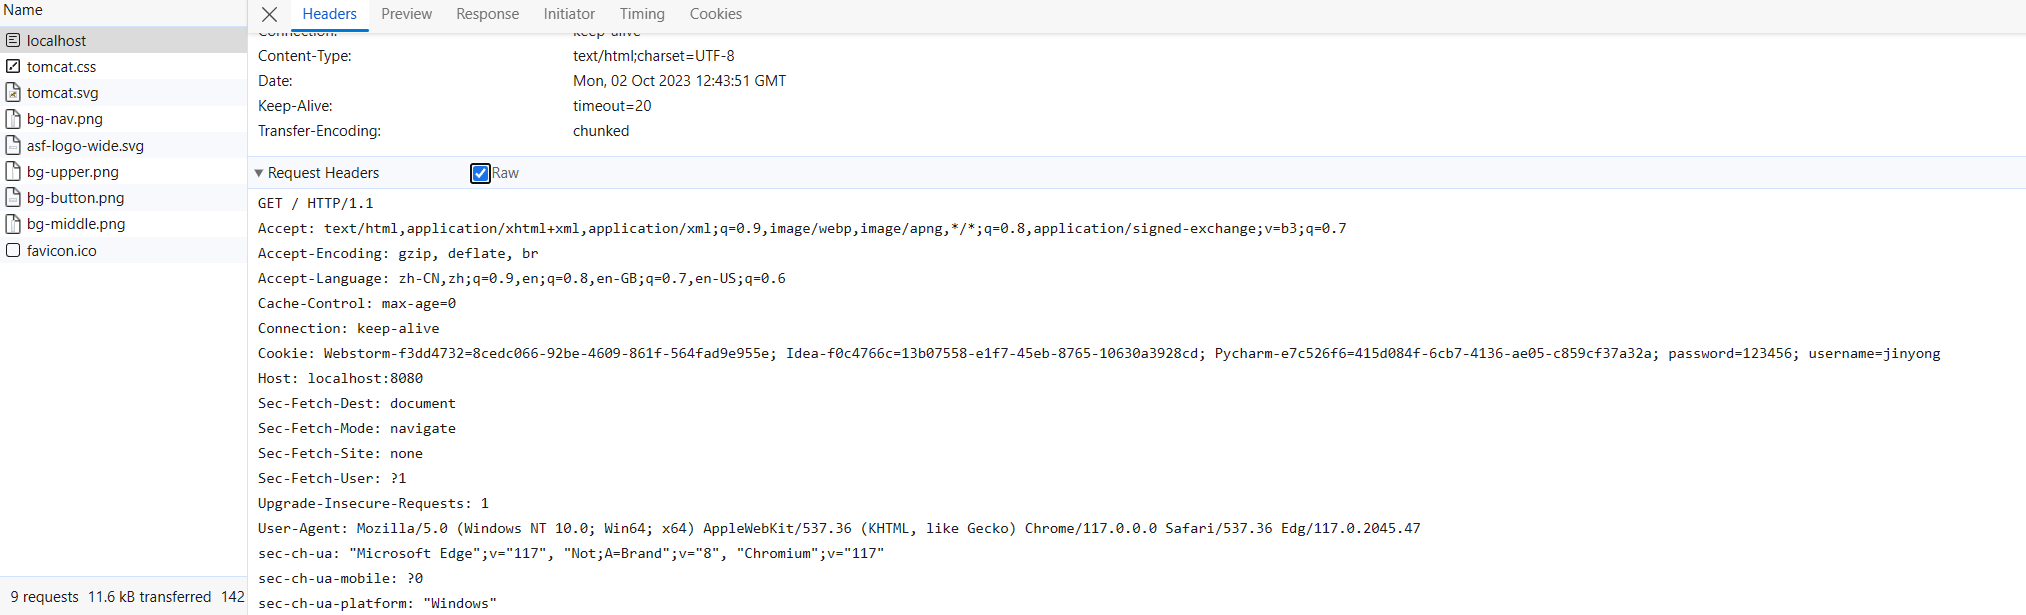 Name
localhost
tomcat.css
tomcat.svg
bg-nav.png
asf-logo-wide.svg
bg-upper.png
bg-button.png
bg-middle.png
favicon.ico
9 requests 11.6 kB transferred 142
Headers Preview Response Initiator Timing Cookies
Connection: keep-alive
Content-Type: text/html;charset=UTF-8
Date: Mon, 02 Oct 2023 12:43:51 GMT
Keep-Alive: timeout=20
Transfer-Encoding: chunked
Request Headers Raw
GET / HTTP/1.1
Accept: text/html,application/xhtml+xml,application/xml;q=0.9,image/webp,image/apng,*/*;q=0.8,application/signed-exchange;v=b3;q=0.7
Accept-Encoding: gzip, deflate, br
Accept-Language: zh-CN,zh;q=0.9,en;q=0.8,en-GB;q=0.7,en-US;q=0.6
Cache-Control: max-age=0
Connection: keep-alive
Cookie: Webstorm-f3dd4732=8cedc066-92be-4609-861f-564fad9e955e; Idea-f0c4766c=13b07558-e1f7-45eb-8765-10630a3928cd; Pycharm-e7c526f6=415d084f-6cb7-4136-ae05-c859cf37a32a; password=123456; username=jinyong
Host: localhost:8080
Sec-Fetch-Dest: document
Sec-Fetch-Mode: navigate
Sec-Fetch-Site: none
Sec-Fetch-User: ?1
Upgrade-Insecure-Requests: 1
User-Agent: Mozilla/5.0 (Windows NT 10.0; Win64; x64) AppleWebKit/537.36 (KHTML, like Gecko) Chrome/117.0.0.0 Safari/537.36 Edg/117.0.2045.47
sec-ch-ua: "Microsoft Edge";v="117", "Not;A=Brand";v="8", "Chromium";v="117"
sec-ch-ua-mobile: ?0
sec-ch-ua-platform: "Windows"